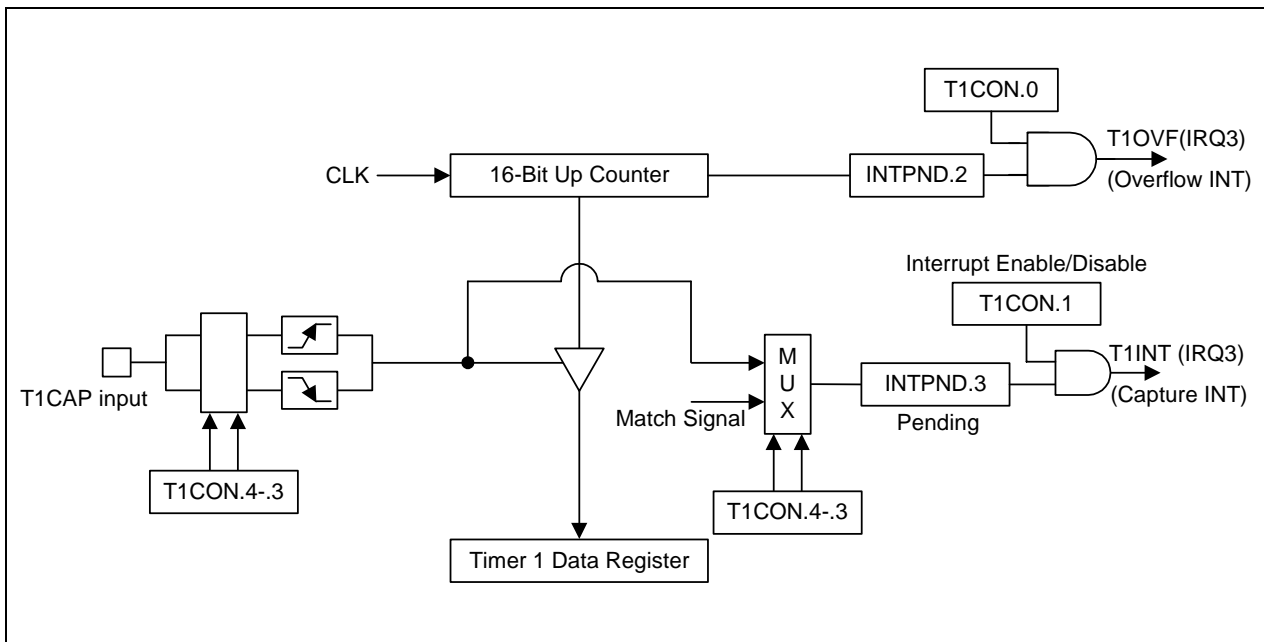 T1CON.0
T1OVF(IRQ3)
CLK
16-Bit Up Counter
INTPND.2
(Overflow INT)
Interrupt Enable/Disable
T1CON.1
T1CAP input
M
U
X
T1INT (IRQ3)
INTPND.3
(Capture INT)
Match Signal
Pending
T1CON.4-.3
T1CON.4-.3
Timer 1 Data Register